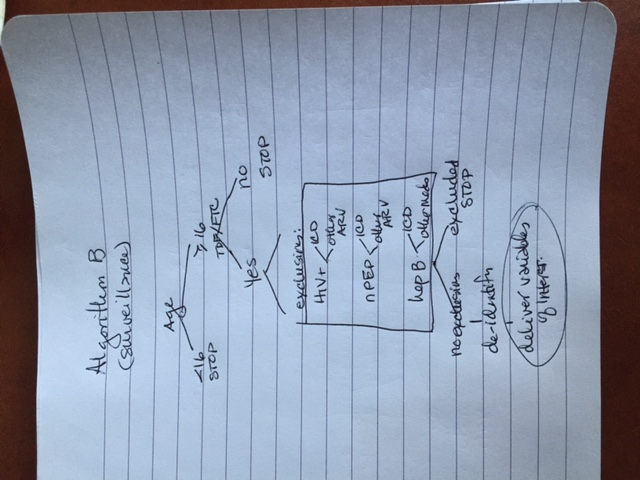 Algorithm B
(surveillance)
Age
<16
STOP
≥16
TDF/FTC
Yes
no
STOP
exclusions:
HIV+ < ICD
other
ARV
nPEP < ICD
other
ARV
hep B < ICD
other meds
no exclusions
excluded
STOP
de-identify
deliver variables
of interest.